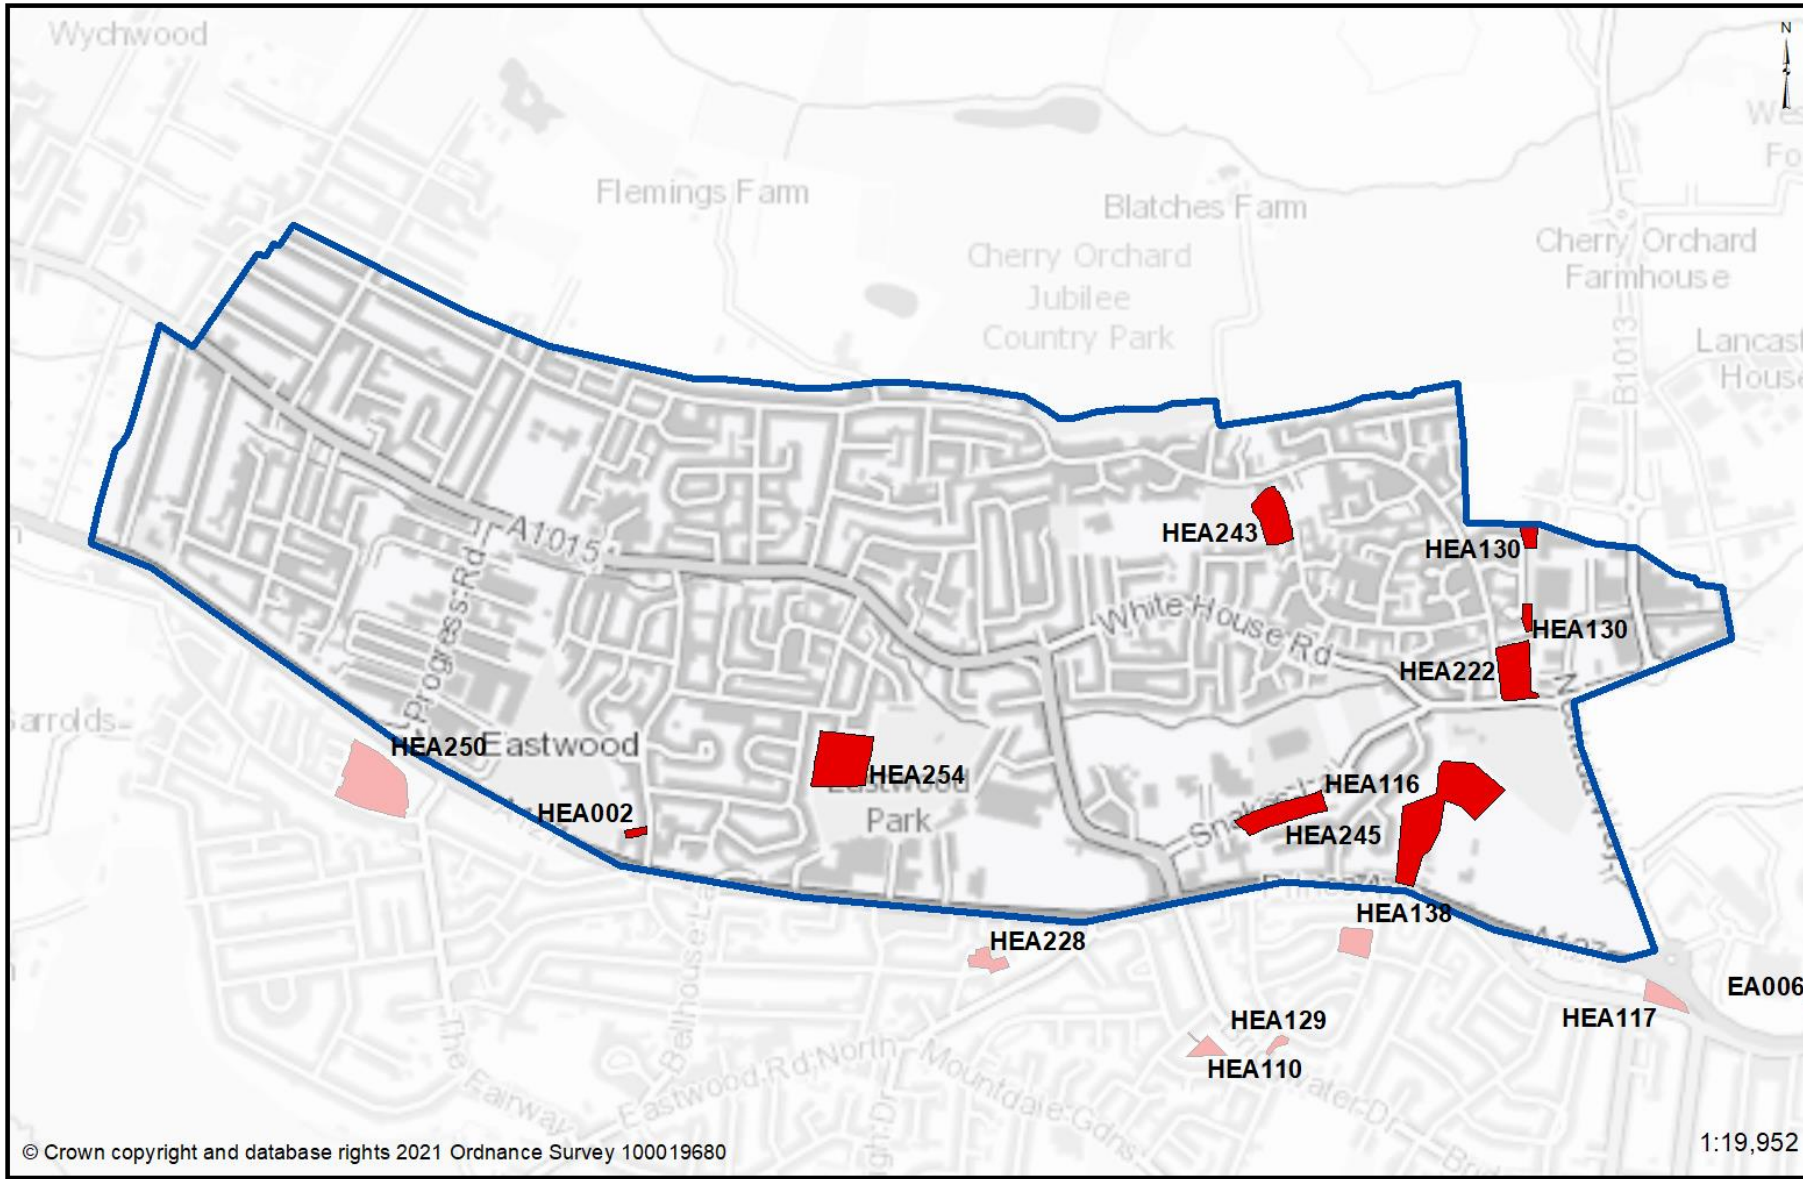 Wychwood
N
Flemings Farm
Blatches Farm
Cherry Orchard
Jubilee
Country Park
Cherry Orchard
Farmhouse
B1013
A1015
Progress Rd
HEA243
HEA130
HEA130
White House Rd
HEA222
HEA250
Eastwood
HEA254
Eastwood
Park
HEA002
HEA116
HEA245
HEA138
HEA228
A127
EA006
HEA117
HEA129
HEA110
The Fairway
Eastwood Rd North
Mountdale Gdns
© Crown copyright and database rights 2021 Ordnance Survey 100019680
1:19,952